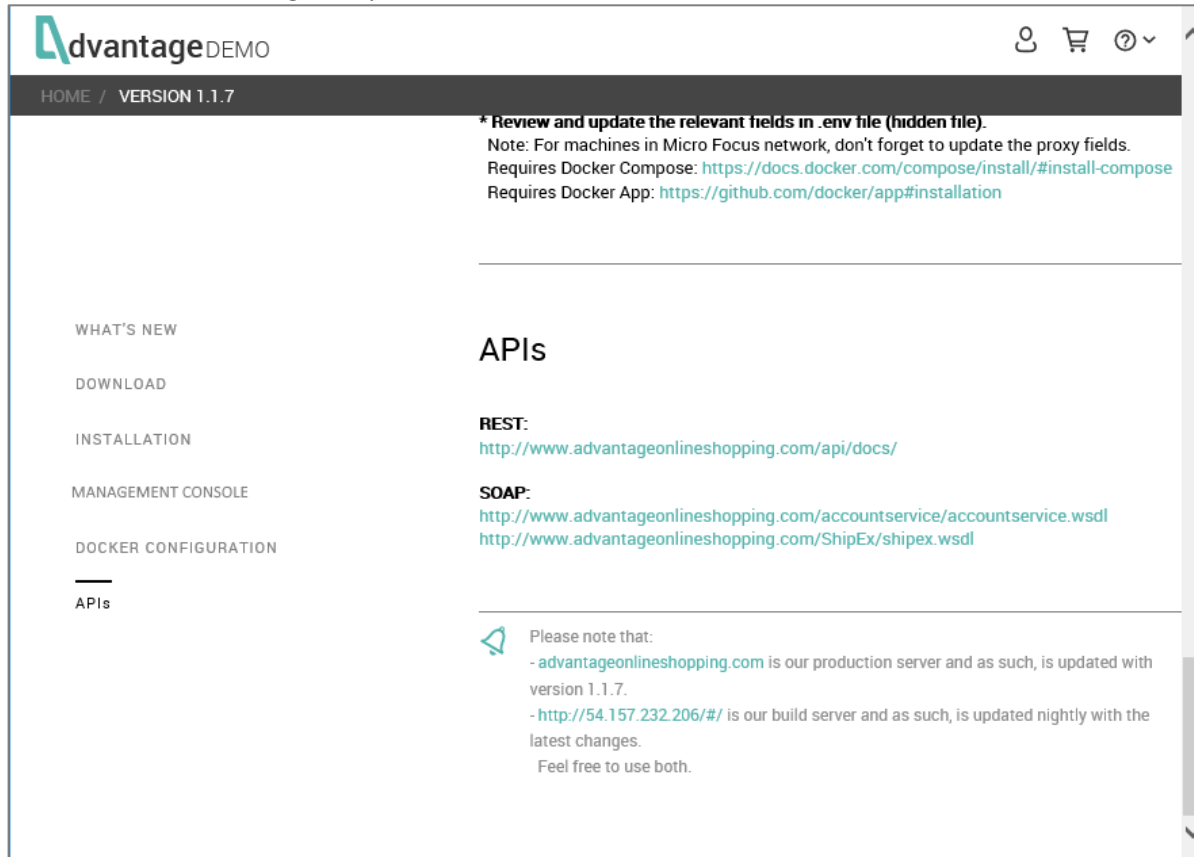 AdvantageDEMO
HOME / VERSION 1.1.7
* Review and update the relevant fields in .env file (hidden file).
Note: For machines in Micro Focus network, don't forget to update the proxy fields.
Requires Docker Compose: https://docs.docker.com/compose/install/#install-compose
Requires Docker App: https://github.com/docker/app#installation
WHAT'S NEW
DOWNLOAD
INSTALLATION
MANAGEMENT CONSOLE
DOCKER CONFIGURATION
APIs
APIs
REST:
http://www.advantageonlineshopping.com/api/docs/
SOAP:
http://www.advantageonlineshopping.com/accountservice/accountservice.wsdl
http://www.advantageonlineshopping.com/ShipEx/shipex.wsdl
Please note that:
- advantageonlineshopping.com is our production server and as such, is updated with
version 1.1.7.
- http://54.157.232.206/#/ is our build server and as such, is updated nightly with the
latest changes.
Feel free to use both.